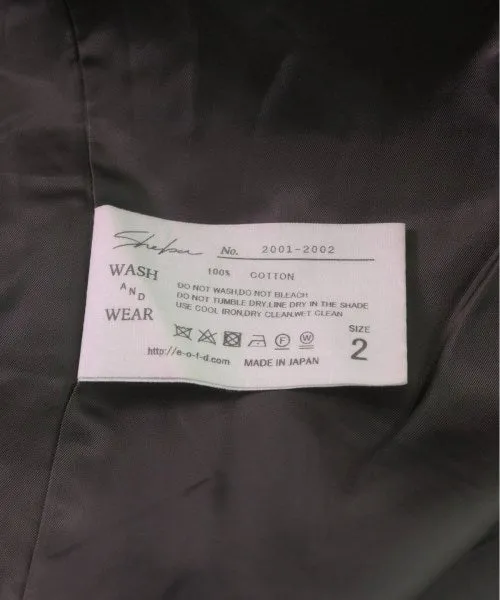 Sheba No. 2001-2002
WASH AND WEAR
100% COTTON
DO NOT WASH,DO NOT BLEACH
DO NOT TUMBLE DRY,LINE DRY IN THE SHADE
USE COOL IRON,DRY CLEAN,WET CLEAN
F W
SIZE
2
http://e-o-t-d.com MADE IN JAPAN